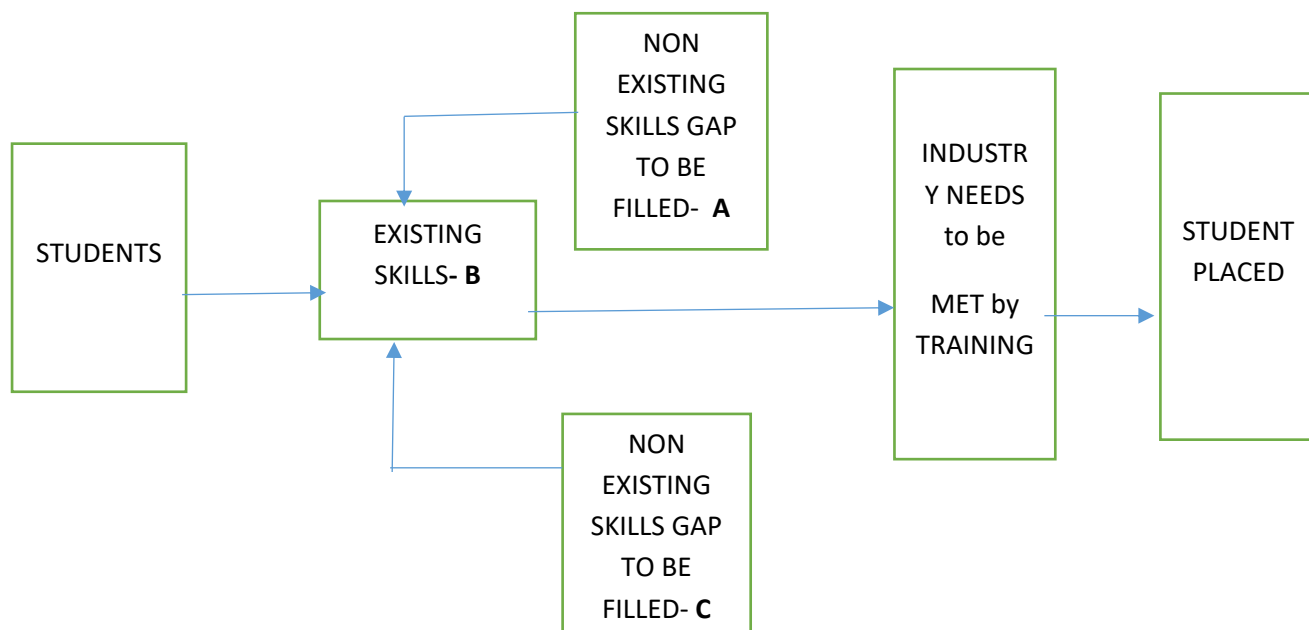 STUDENTS
EXISTING
SKILLS- B
NON
EXISTING
SKILLS GAP
TO BE
FILLED- A
NON
EXISTING
SKILLS GAP
TO BE
FILLED- C
INDUSTR
Y NEEDS
to be
MET by
TRAINING
STUDENT
PLACED